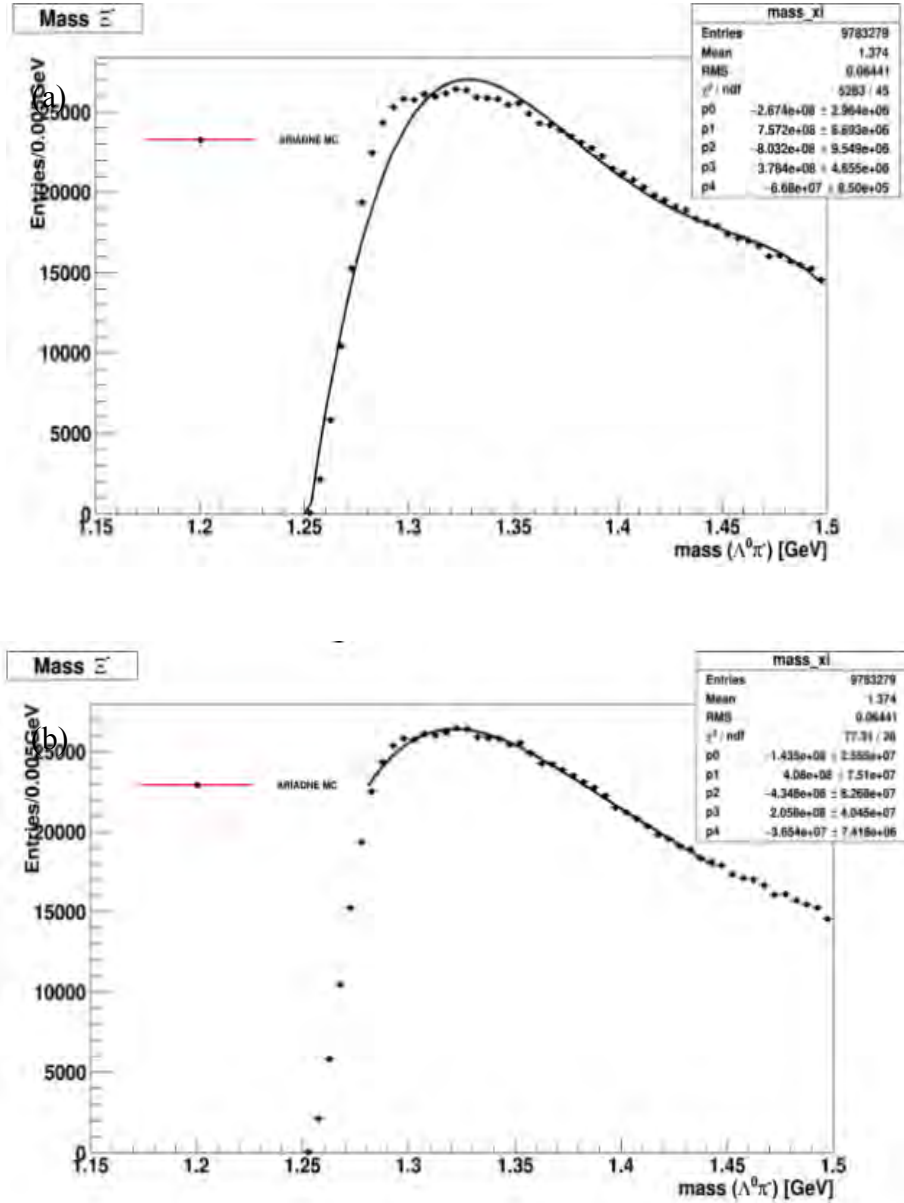 Mass Ξ⁻
mass_xi
Entries 9783279
Mean 1.374
RMS 0.06441
χ² / ndf 5283 / 45
p0 -2.674e+08 ± 2.964e+06
p1 7.572e+08 ± 8.693e+06
p2 -8.032e+08 ± 9.549e+06
p3 3.784e+08 ± 4.655e+06
p4 -6.68e+07 ± 8.50e+05
(a)
Entries/0.005GeV
ARIADNE MC
25000
20000
15000
10000
5000
0
1.15 1.2 1.25 1.3 1.35 1.4 1.45 1.5
mass (Λ⁰π⁻) [GeV]
Mass Ξ⁻
mass_xi
Entries 9783279
Mean 1.374
RMS 0.06441
χ² / ndf 77.31 / 26
p0 -1.435e+08 ± 2.555e+07
p1 4.08e+08 ± 7.51e+07
p2 -4.348e+08 ± 8.268e+07
p3 2.058e+08 ± 4.045e+07
p4 -3.654e+07 ± 7.418e+06
(b)
Entries/0.005GeV
ARIADNE MC
25000
20000
15000
10000
5000
0
1.15 1.2 1.25 1.3 1.35 1.4 1.45 1.5
mass (Λ⁰π⁻) [GeV]